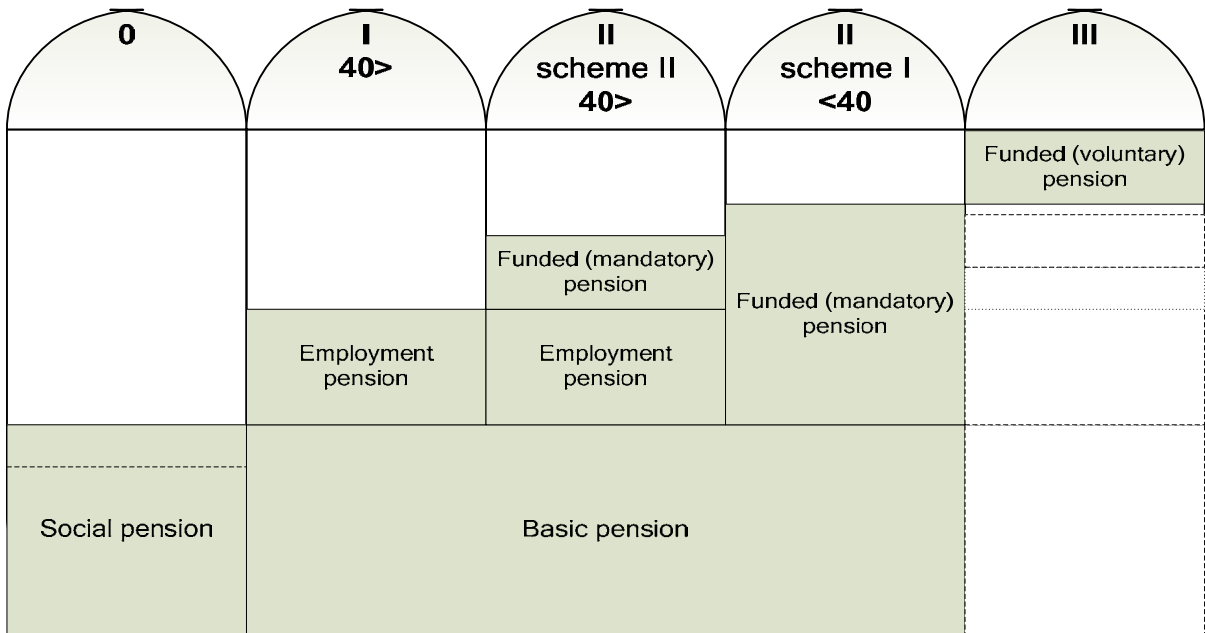 0
I
40>
II
scheme II
40>
II
scheme I
<40
III
Funded (voluntary)
pension
Funded (mandatory)
pension
Funded (mandatory)
pension
Employment
pension
Employment
pension
Social pension
Basic pension